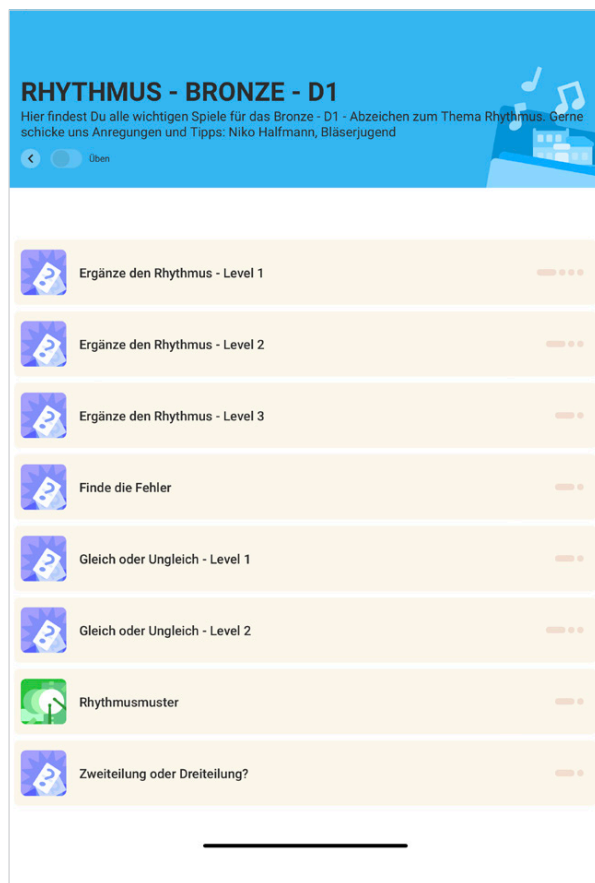 RHYTHMUS - BRONZE - D1
Hier findest Du alle wichtigen Spiele für das Bronze - D1 - Abzeichen zum Thema Rhythmus. Gerne
schicke uns Anregungen und Tipps: Niko Halfmann, Bläserjugend
Üben
Ergänze den Rhythmus - Level 1
Ergänze den Rhythmus - Level 2
Ergänze den Rhythmus - Level 3
Finde die Fehler
Gleich oder Ungleich - Level 1
Gleich oder Ungleich - Level 2
Rhythmusmuster
Zweiteilung oder Dreiteilung?